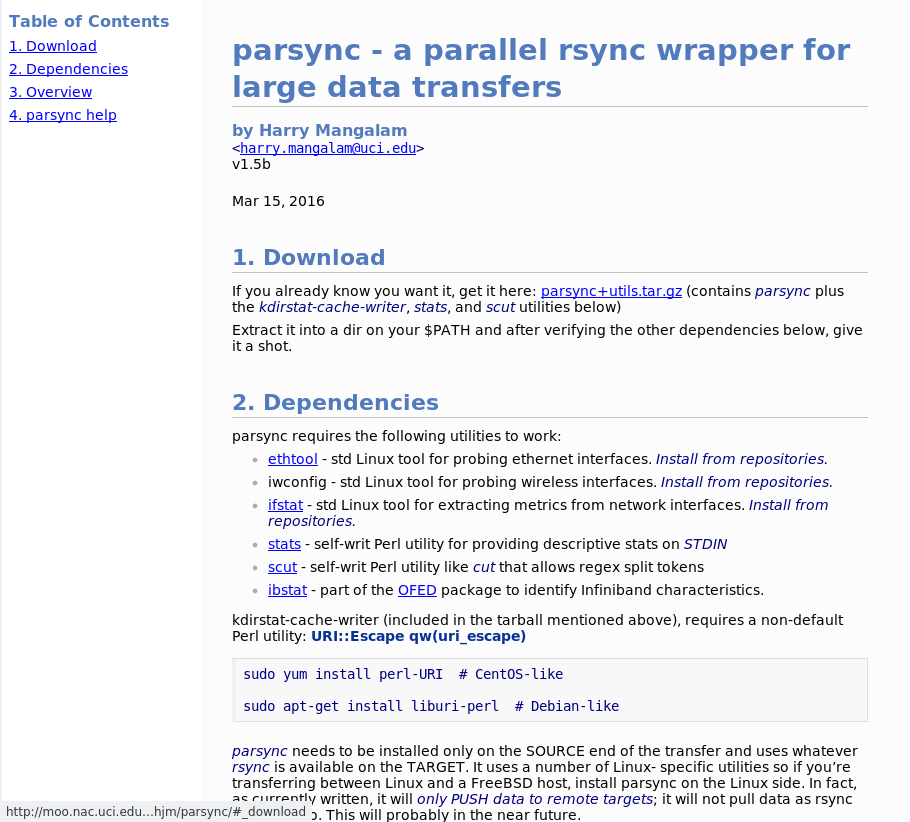 Table of Contents
1. Download
2. Dependencies
3. Overview
4. parsync help
parsync - a parallel rsync wrapper for
large data transfers
by Harry Mangalam
<harry.mangalam@uci.edu>
v1.5b
Mar 15, 2016
1. Download
If you already know you want it, get it here: parsync+utils.tar.gz (contains parsync plus
the kdirstat-cache-writer, stats, and scut utilities below)
Extract it into a dir on your $PATH and after verifying the other dependencies below, give
it a shot.
2. Dependencies
parsync requires the following utilities to work:
• ethtool - std Linux tool for probing ethernet interfaces. Install from repositories.
• iwconfig - std Linux tool for probing wireless interfaces. Install from repositories.
• ifstat - std Linux tool for extracting metrics from network interfaces. Install from
repositories.
• stats - self-writ Perl utility for providing descriptive stats on STDIN
• scut - self-writ Perl utility like cut that allows regex split tokens
• ibstat - part of the OFED package to identify Infiniband characteristics.
kdirstat-cache-writer (included in the tarball mentioned above), requires a non-default
Perl utility: URI::Escape qw(uri_escape)
sudo yum install perl-URI  # CentOS-like
sudo apt-get install liburi-perl  # Debian-like
parsync needs to be installed only on the SOURCE end of the transfer and uses whatever
rsync is available on the TARGET. It uses a number of Linux- specific utilities so if you're
transferring between Linux and a FreeBSD host, install parsync on the Linux side. In fact,
as currently written, it will only PUSH data to remote targets; it will not pull data as rsync
. This will probably in the near future.
http://moo.nac.uci.edu…hjm/parsync/#_download